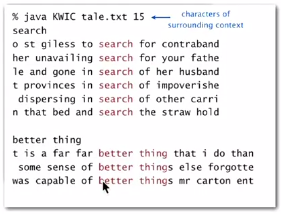 % java KWIC tale.txt 15
characters of
surrounding context
search
o st giless to search for contraband
her unavailing search for your fathe
le and gone in search of her husband
t provinces in search of impoverishe
dispersing in search of other carri
n that bed and search the straw hold
better thing
t is a far far better thing that i do than
some sense of better things else forgotte
was capable of better things mr carton ent